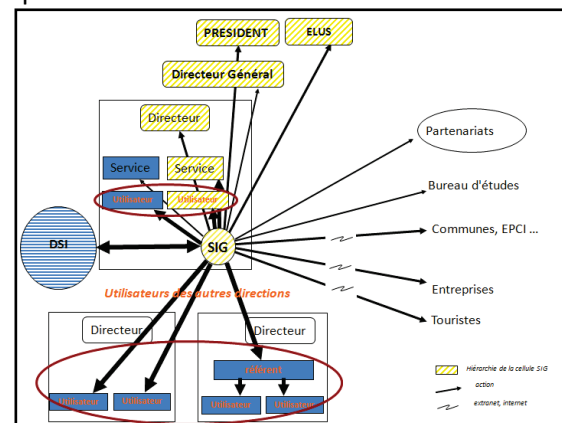 PRESIDENT
ELUS
Directeur Général
Directeur
Partenariats
Service
Service
Bureau d'études
Utilisateur
Utilisateur
Communes, EPCI ...
DSI
SIG
Utilisateurs des autres directions
Entreprises
Touristes
Directeur
Directeur
référent
Hiérarchie de la cellule SIG
action
Utilisateur
Utilisateur
Utilisateur
Utilisateur
extranet, internet